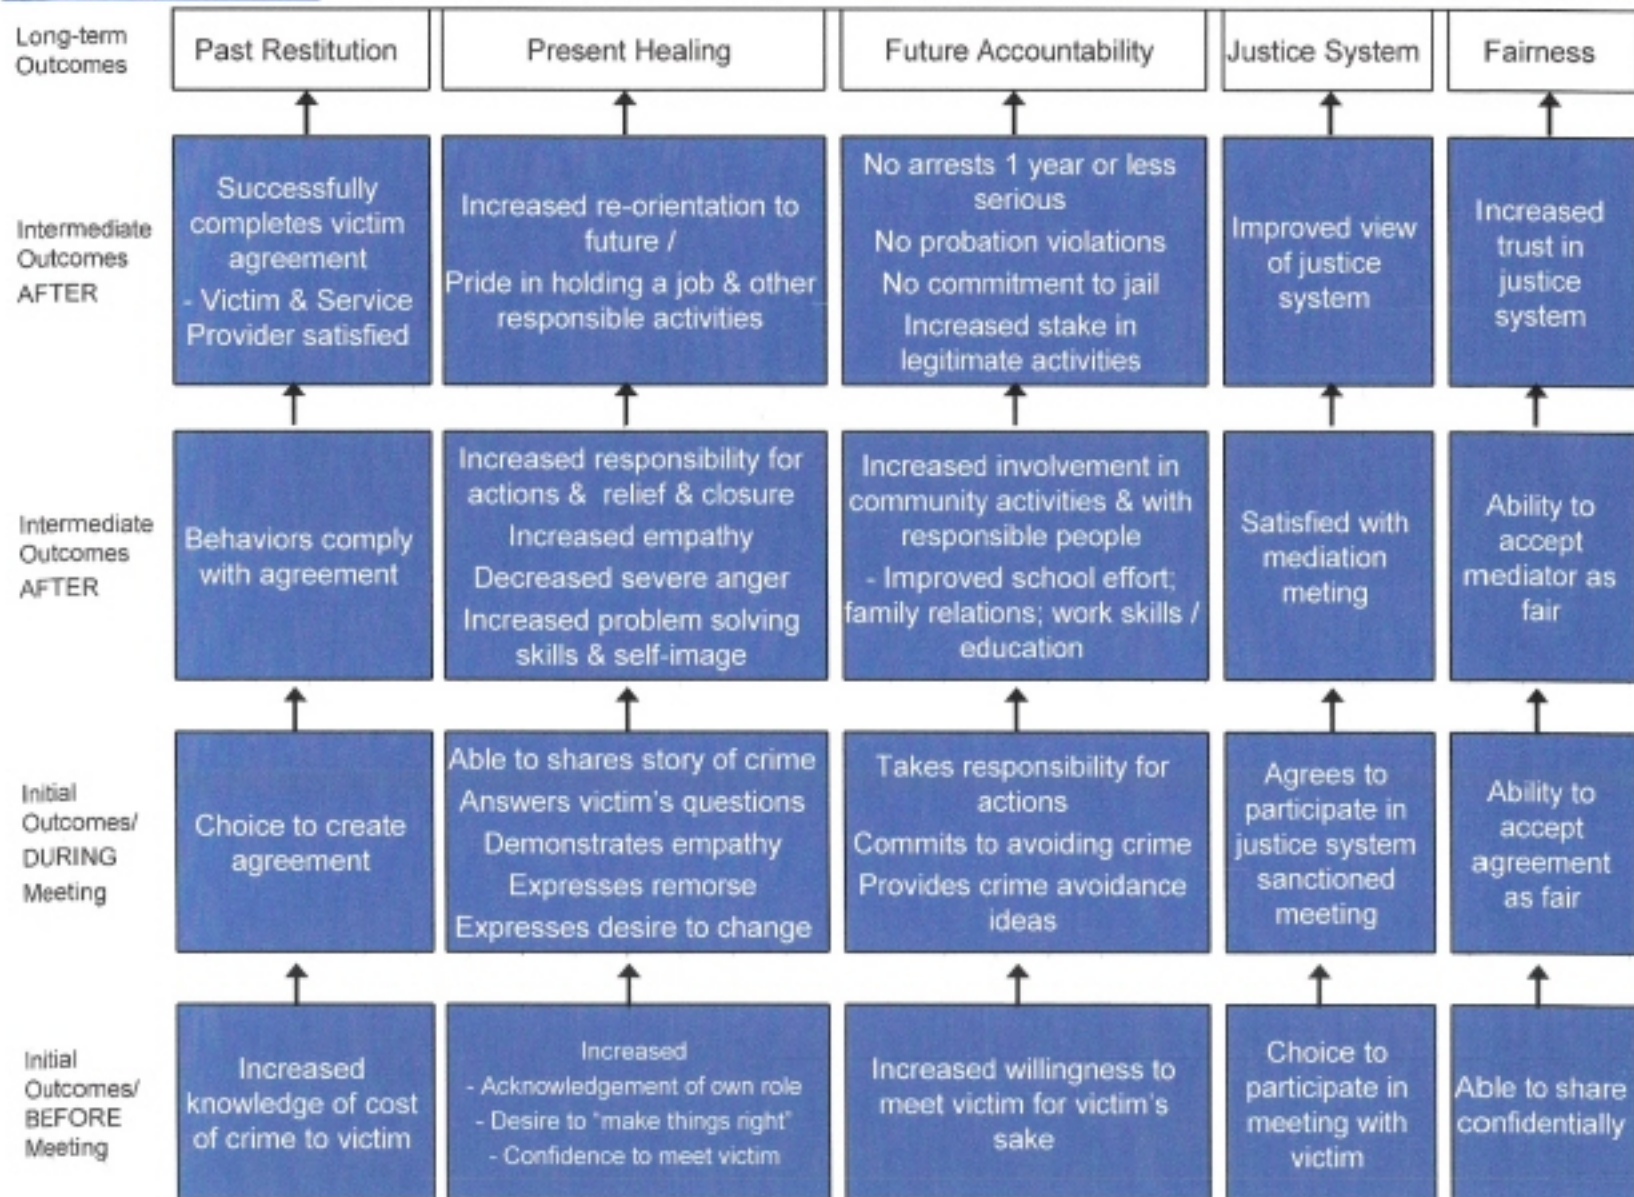 Long-term
Outcomes
Past Restitution
Present Healing
Future Accountability
Justice System
Fairness
Intermediate
Outcomes
AFTER
Successfully
completes victim
agreement
- Victim & Service
Provider satisfied
Increased re-orientation to
future /
Pride in holding a job & other
responsible activities
No arrests 1 year or less
serious
No probation violations
No commitment to jail
Increased stake in
legitimate activities
Improved view
of justice
system
Increased
trust in
justice
system
Intermediate
Outcomes
AFTER
Behaviors comply
with agreement
Increased responsibility for
actions & relief & closure
Increased empathy
Decreased severe anger
Increased problem solving
skills & self-image
Increased involvement in
community activities & with
responsible people
- Improved school effort;
family relations; work skills /
education
Satisfied with
mediation
meting
Ability to
accept
mediator as
fair
Initial
Outcomes/
DURING
Meeting
Choice to create
agreement
Able to shares story of crime
Answers victim's questions
Demonstrates empathy
Expresses remorse
Expresses desire to change
Takes responsibility for
actions
Commits to avoiding crime
Provides crime avoidance
ideas
Agrees to
participate in
justice system
sanctioned
meeting
Ability to
accept
agreement
as fair
Initial
Outcomes/
BEFORE
Meeting
Increased
knowledge of cost
of crime to victim
Increased
- Acknowledgement of own role
- Desire to "make things right"
- Confidence to meet victim
Increased willingness to
meet victim for victim's
sake
Choice to
participate in
meeting with
victim
Able to share
confidentially